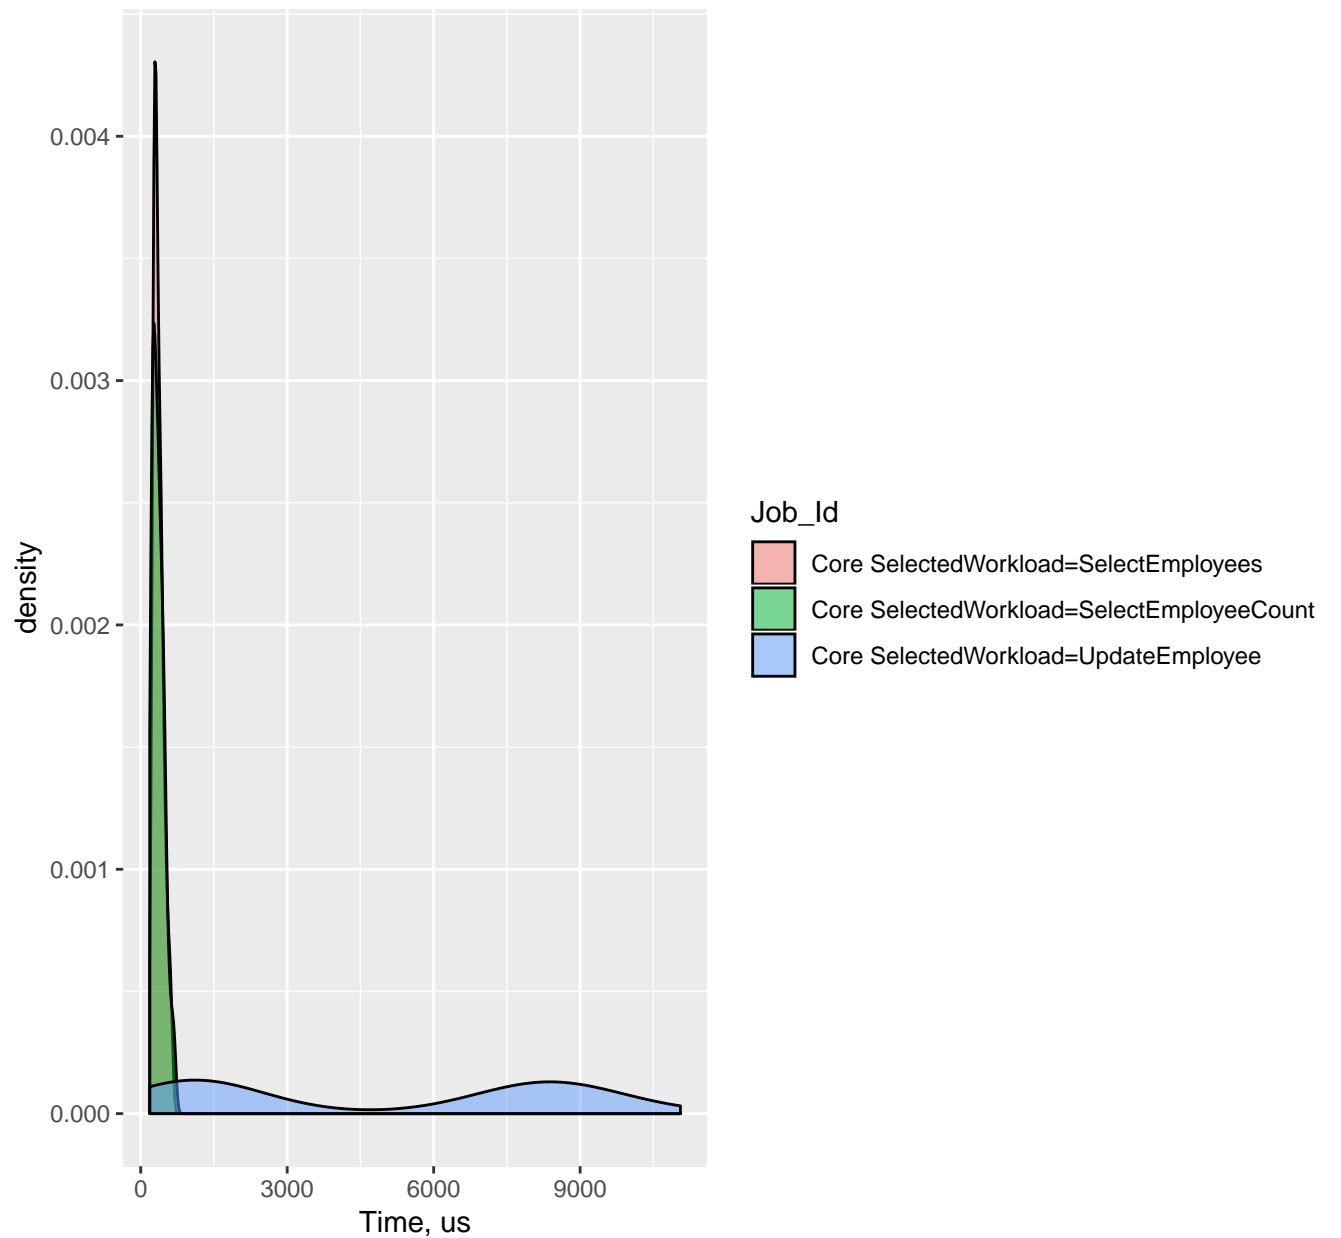 0.004
0.003
0.002
0.001
0.000
density
0
3000
6000
9000
Time, us
Job_Id
Core SelectedWorkload=SelectEmployees
Core SelectedWorkload=SelectEmployeeCount
Core SelectedWorkload=UpdateEmployee